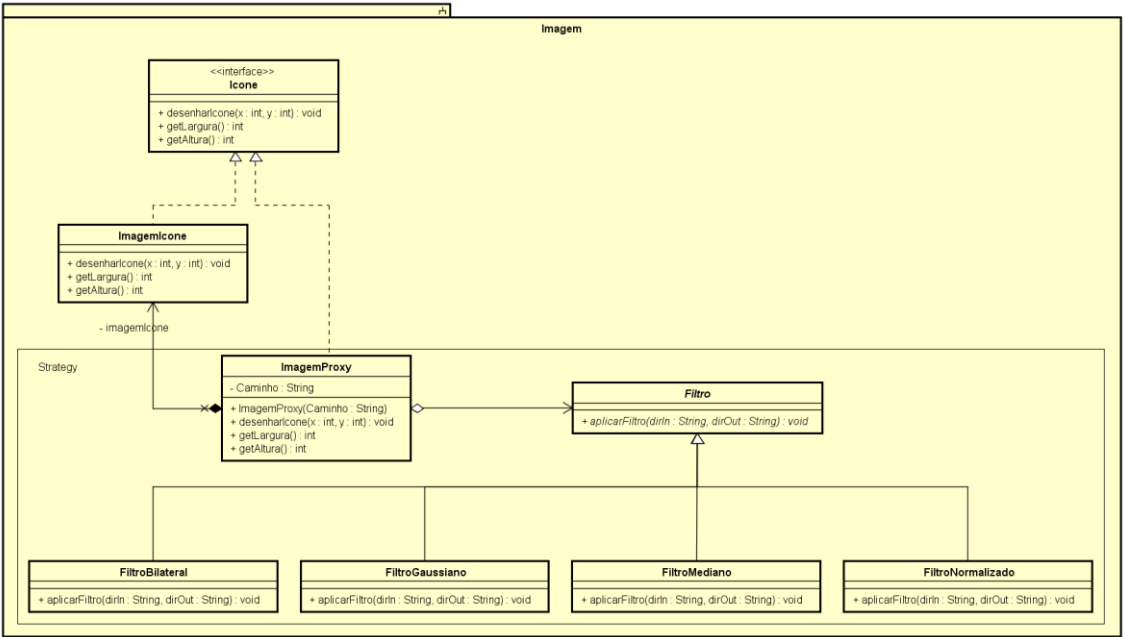 Imagem
<<interface>>
Icone
+ desenharIcone(x : int, y : int) : void
+ getLargura() : int
+ getAltura() : int
ImagemIcone
+ desenharIcone(x : int, y : int) : void
+ getLargura() : int
+ getAltura() : int
- imagemIcone
Strategy
ImagemProxy
- Caminho : String
+ ImagemProxy(Caminho : String)
+ desenharIcone(x : int, y : int) : void
+ getLargura() : int
+ getAltura() : int
Filtro
+ aplicarFiltro(dirIn : String, dirOut : String) : void
FiltroBilateral
+ aplicarFiltro(dirIn : String, dirOut : String) : void
FiltroGaussiano
+ aplicarFiltro(dirIn : String, dirOut : String) : void
FiltroMediano
+ aplicarFiltro(dirIn : String, dirOut : String) : void
FiltroNormalizado
+ aplicarFiltro(dirIn : String, dirOut : String) : void